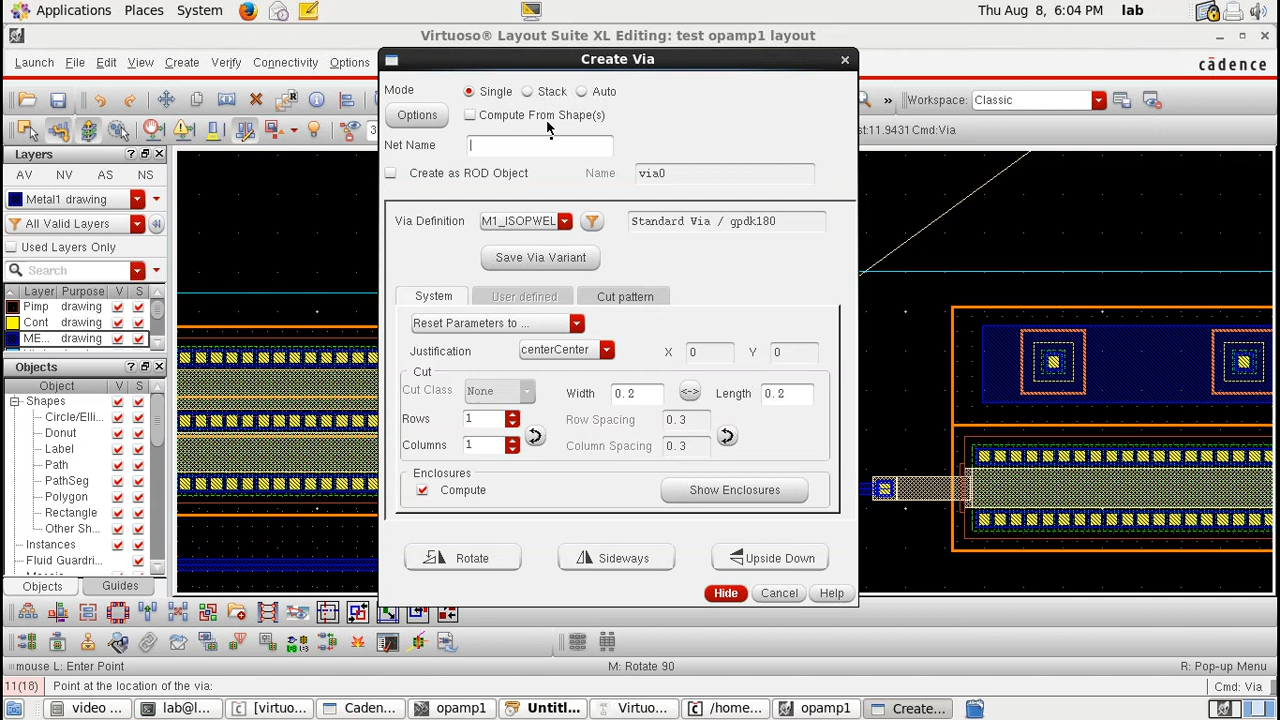 Applications Places System Thu Aug 8, 6:04 PM lab
Virtuoso® Layout Suite XL Editing: test opamp1 layout
Launch File Edit View Create Verify Connectivity Options
cādence
» Workspace: Classic
est:11.9431 Cmd:Via
Layers
AV NV AS NS
Metal1 drawing
All Valid Layers
Used Layers Only
Search
Layer Purpose V S
Pimp drawing
Cont drawing
ME... drawing
Objects
Object V S
Shapes
Circle/Elli...
Donut
Label
Path
PathSeg
Polygon
Rectangle
Other Sh...
Instances
Fluid Guardri...
Objects Guides
Create Via
Mode Single Stack Auto
Options Compute From Shape(s)
Net Name
Create as ROD Object Name via0
Via Definition M1_ISOPWEL Standard Via / gpdk180
Save Via Variant
System User defined Cut pattern
Reset Parameters to ...
Justification centerCenter X 0 Y 0
Cut
Cut Class None Width 0.2 <-> Length 0.2
Rows 1 Row Spacing 0.3
Columns 1 Column Spacing 0.3
Enclosures
Compute Show Enclosures
Rotate Sideways Upside Down
Hide Cancel Help
mouse L: Enter Point M: Rotate 90 R: Pop-up Menu
11(18) Point at the location of the via: Cmd: Via
video ... lab@l... [virtuo... Caden... opamp1 Untitl... Virtuo... /home... opamp1 Create...